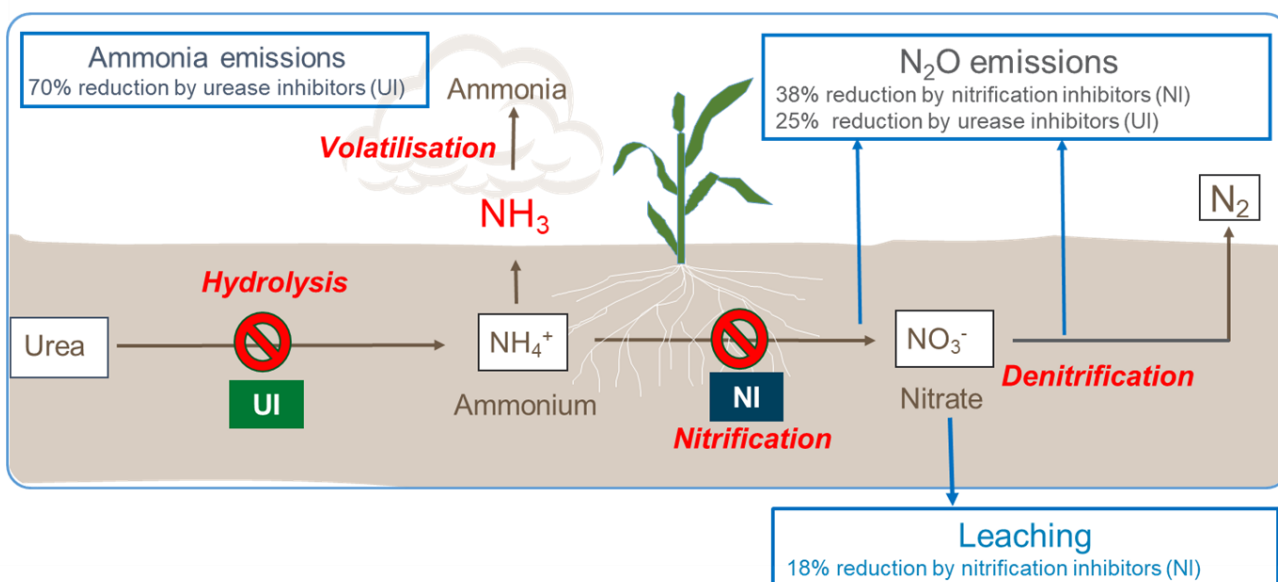 Ammonia emissions
70% reduction by urease inhibitors (UI)
N₂O emissions
38% reduction by nitrification inhibitors (NI)
25% reduction by urease inhibitors (UI)
Ammonia
Volatilisation
NH₃
N₂
Hydrolysis
Urea
NH₄⁺
NO₃⁻
UI
Ammonium
NI
Nitrate
Denitrification
Nitrification
Leaching
18% reduction by nitrification inhibitors (NI)